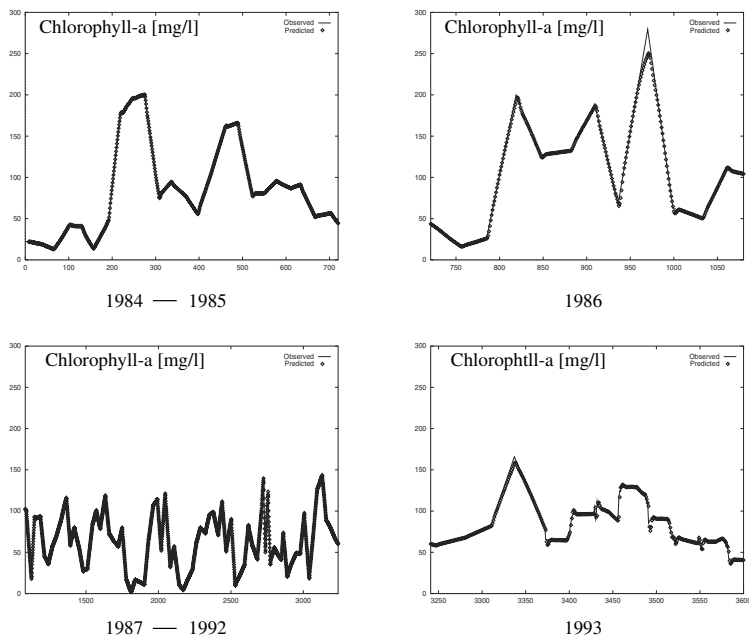 Chlorophyll-a [mg/l]
Observed
Predicted
300
250
200
150
100
50
0
0 100 200 300 400 500 600 700
1984 — 1985
Chlorophyll-a [mg/l]
Observed
Predicted
300
250
200
150
100
50
0
750 800 850 900 950 1000 1050
1986
Chlorophyll-a [mg/l]
Observed
Predicted
300
250
200
150
100
50
0
1500 2000 2500 3000
1987 — 1992
Chlorophtll-a [mg/l]
Observed
Predicted
300
250
200
150
100
50
0
3250 3300 3350 3400 3450 3500 3550 3600
1993